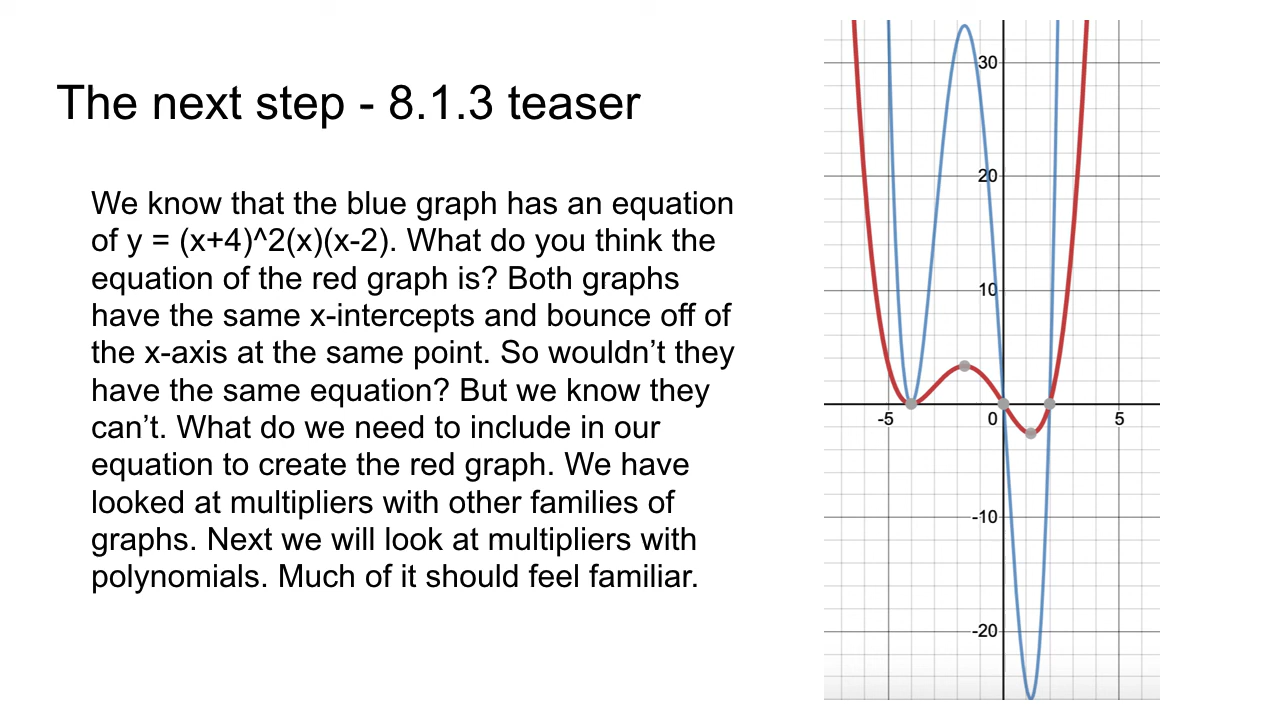 The next step - 8.1.3 teaser
We know that the blue graph has an equation
of y = (x+4)^2(x)(x-2). What do you think the
equation of the red graph is? Both graphs
have the same x-intercepts and bounce off of
the x-axis at the same point. So wouldn’t they
have the same equation? But we know they
can’t. What do we need to include in our
equation to create the red graph. We have
looked at multipliers with other families of
graphs. Next we will look at multipliers with
polynomials. Much of it should feel familiar.
30
20
10
-5 0 5
-10
-20